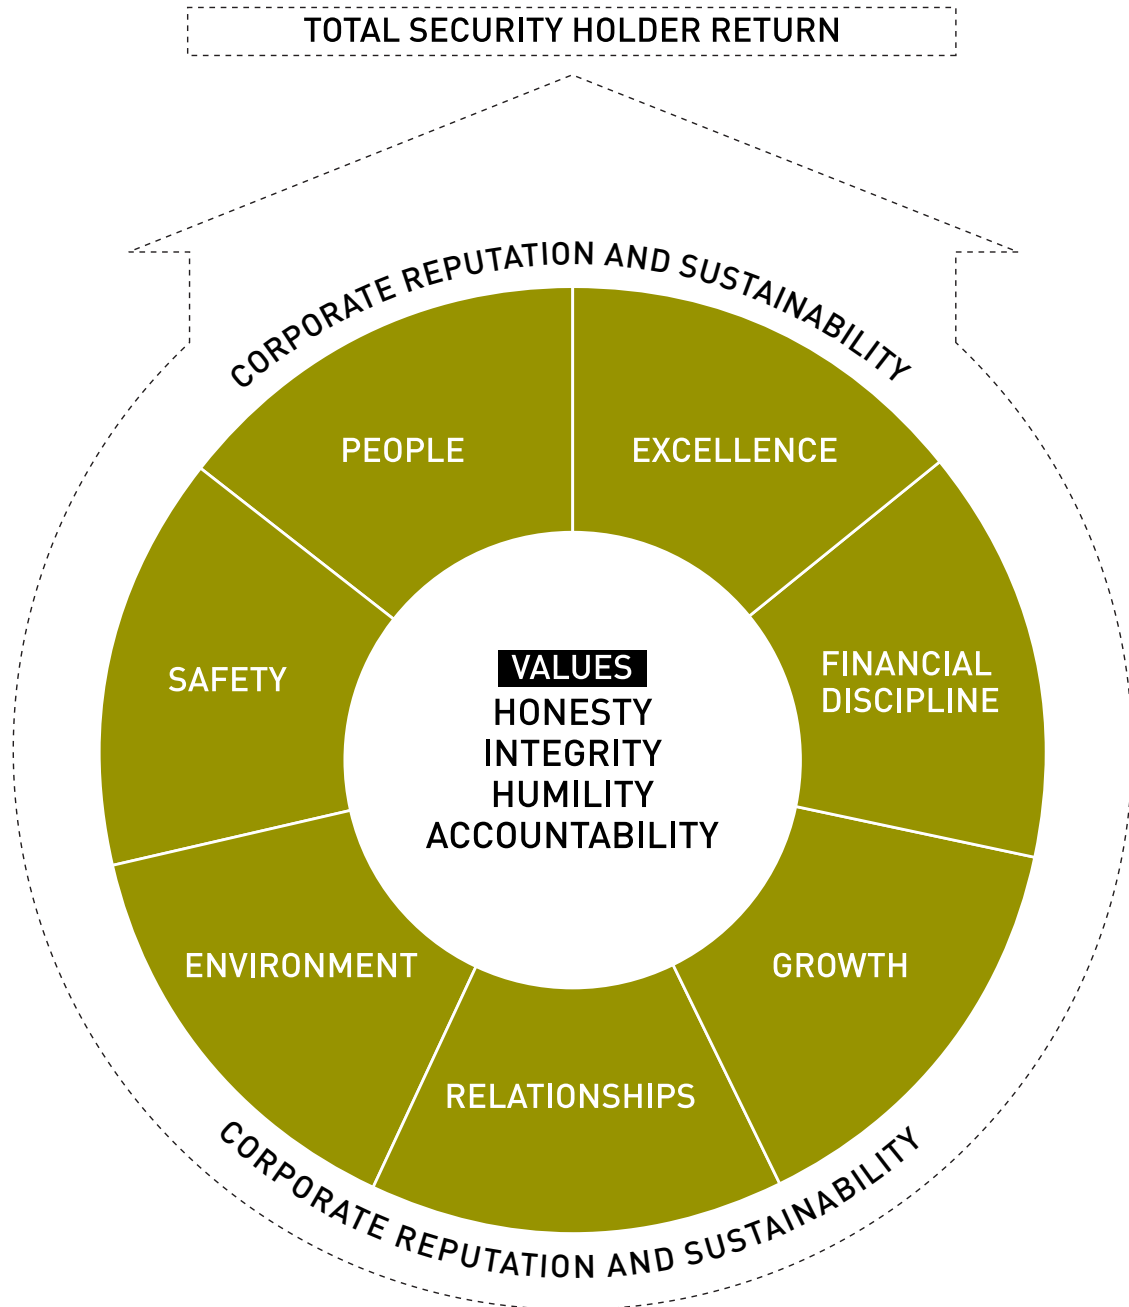 TOTAL SECURITY HOLDER RETURN
CORPORATE REPUTATION AND SUSTAINABILITY
PEOPLE
EXCELLENCE
SAFETY
FINANCIAL
DISCIPLINE
VALUES
HONESTY
INTEGRITY
HUMILITY
ACCOUNTABILITY
ENVIRONMENT
GROWTH
RELATIONSHIPS
CORPORATE REPUTATION AND SUSTAINABILITY